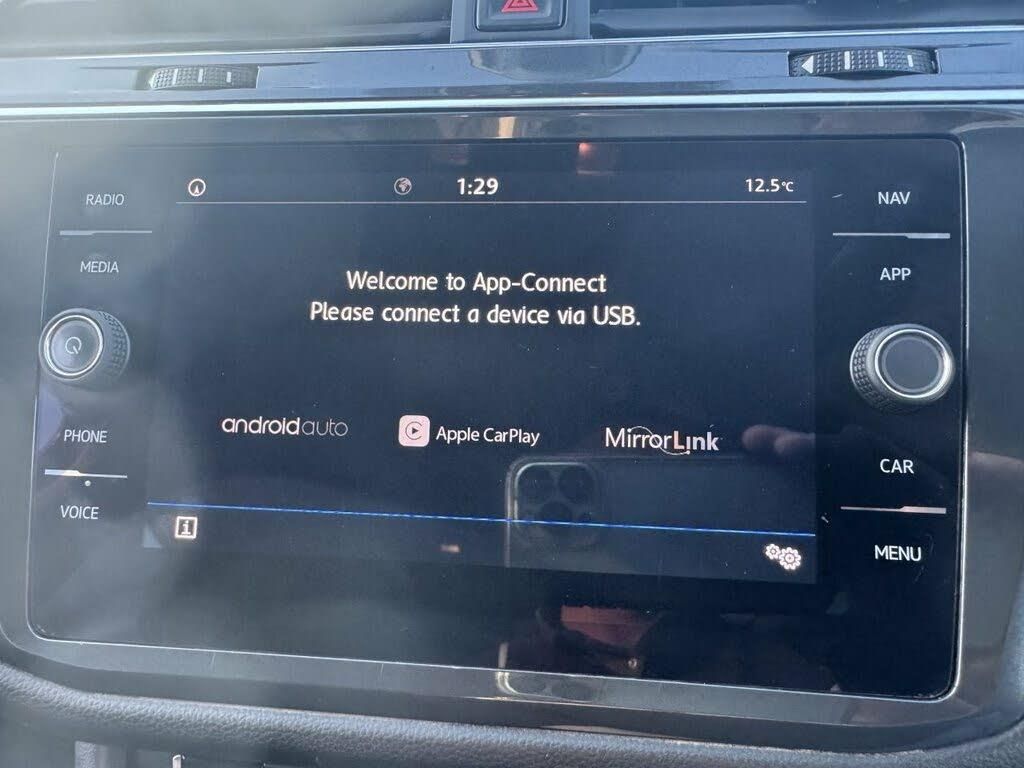 1:29
12.5°C
RADIO
MEDIA
PHONE
VOICE
Welcome to App-Connect
Please connect a device via USB.
androidauto
Apple CarPlay
MirrorLink
i
NAV
APP
CAR
MENU